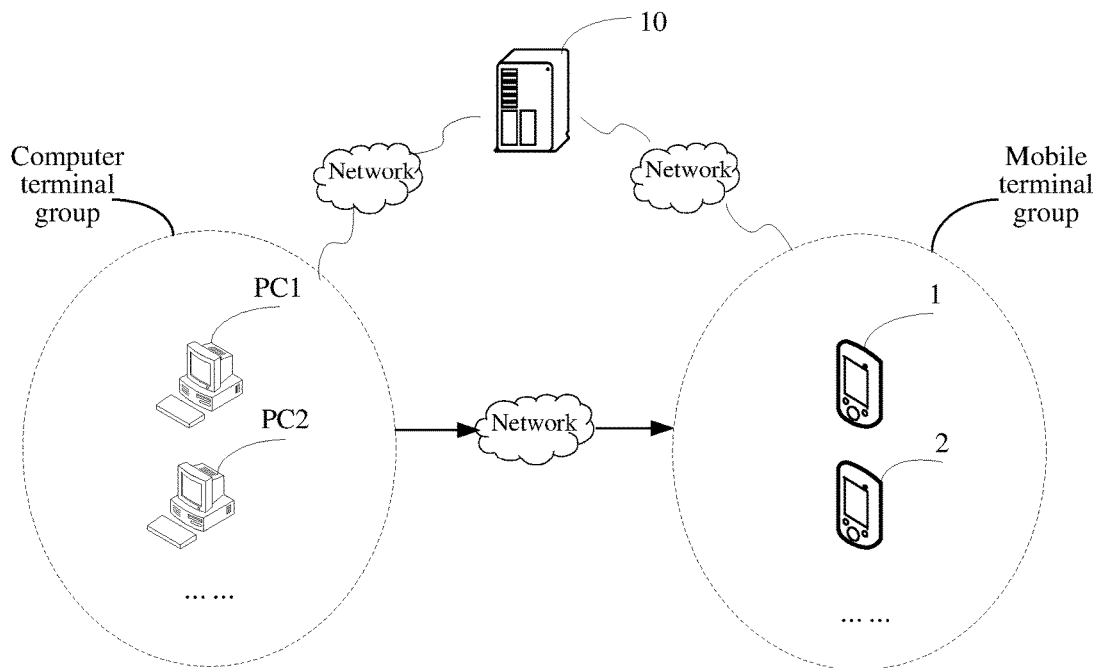 10
Computer
terminal
group
Network
Network
Mobile
terminal
group
PC1
1
PC2
Network
2
... ...
... ...